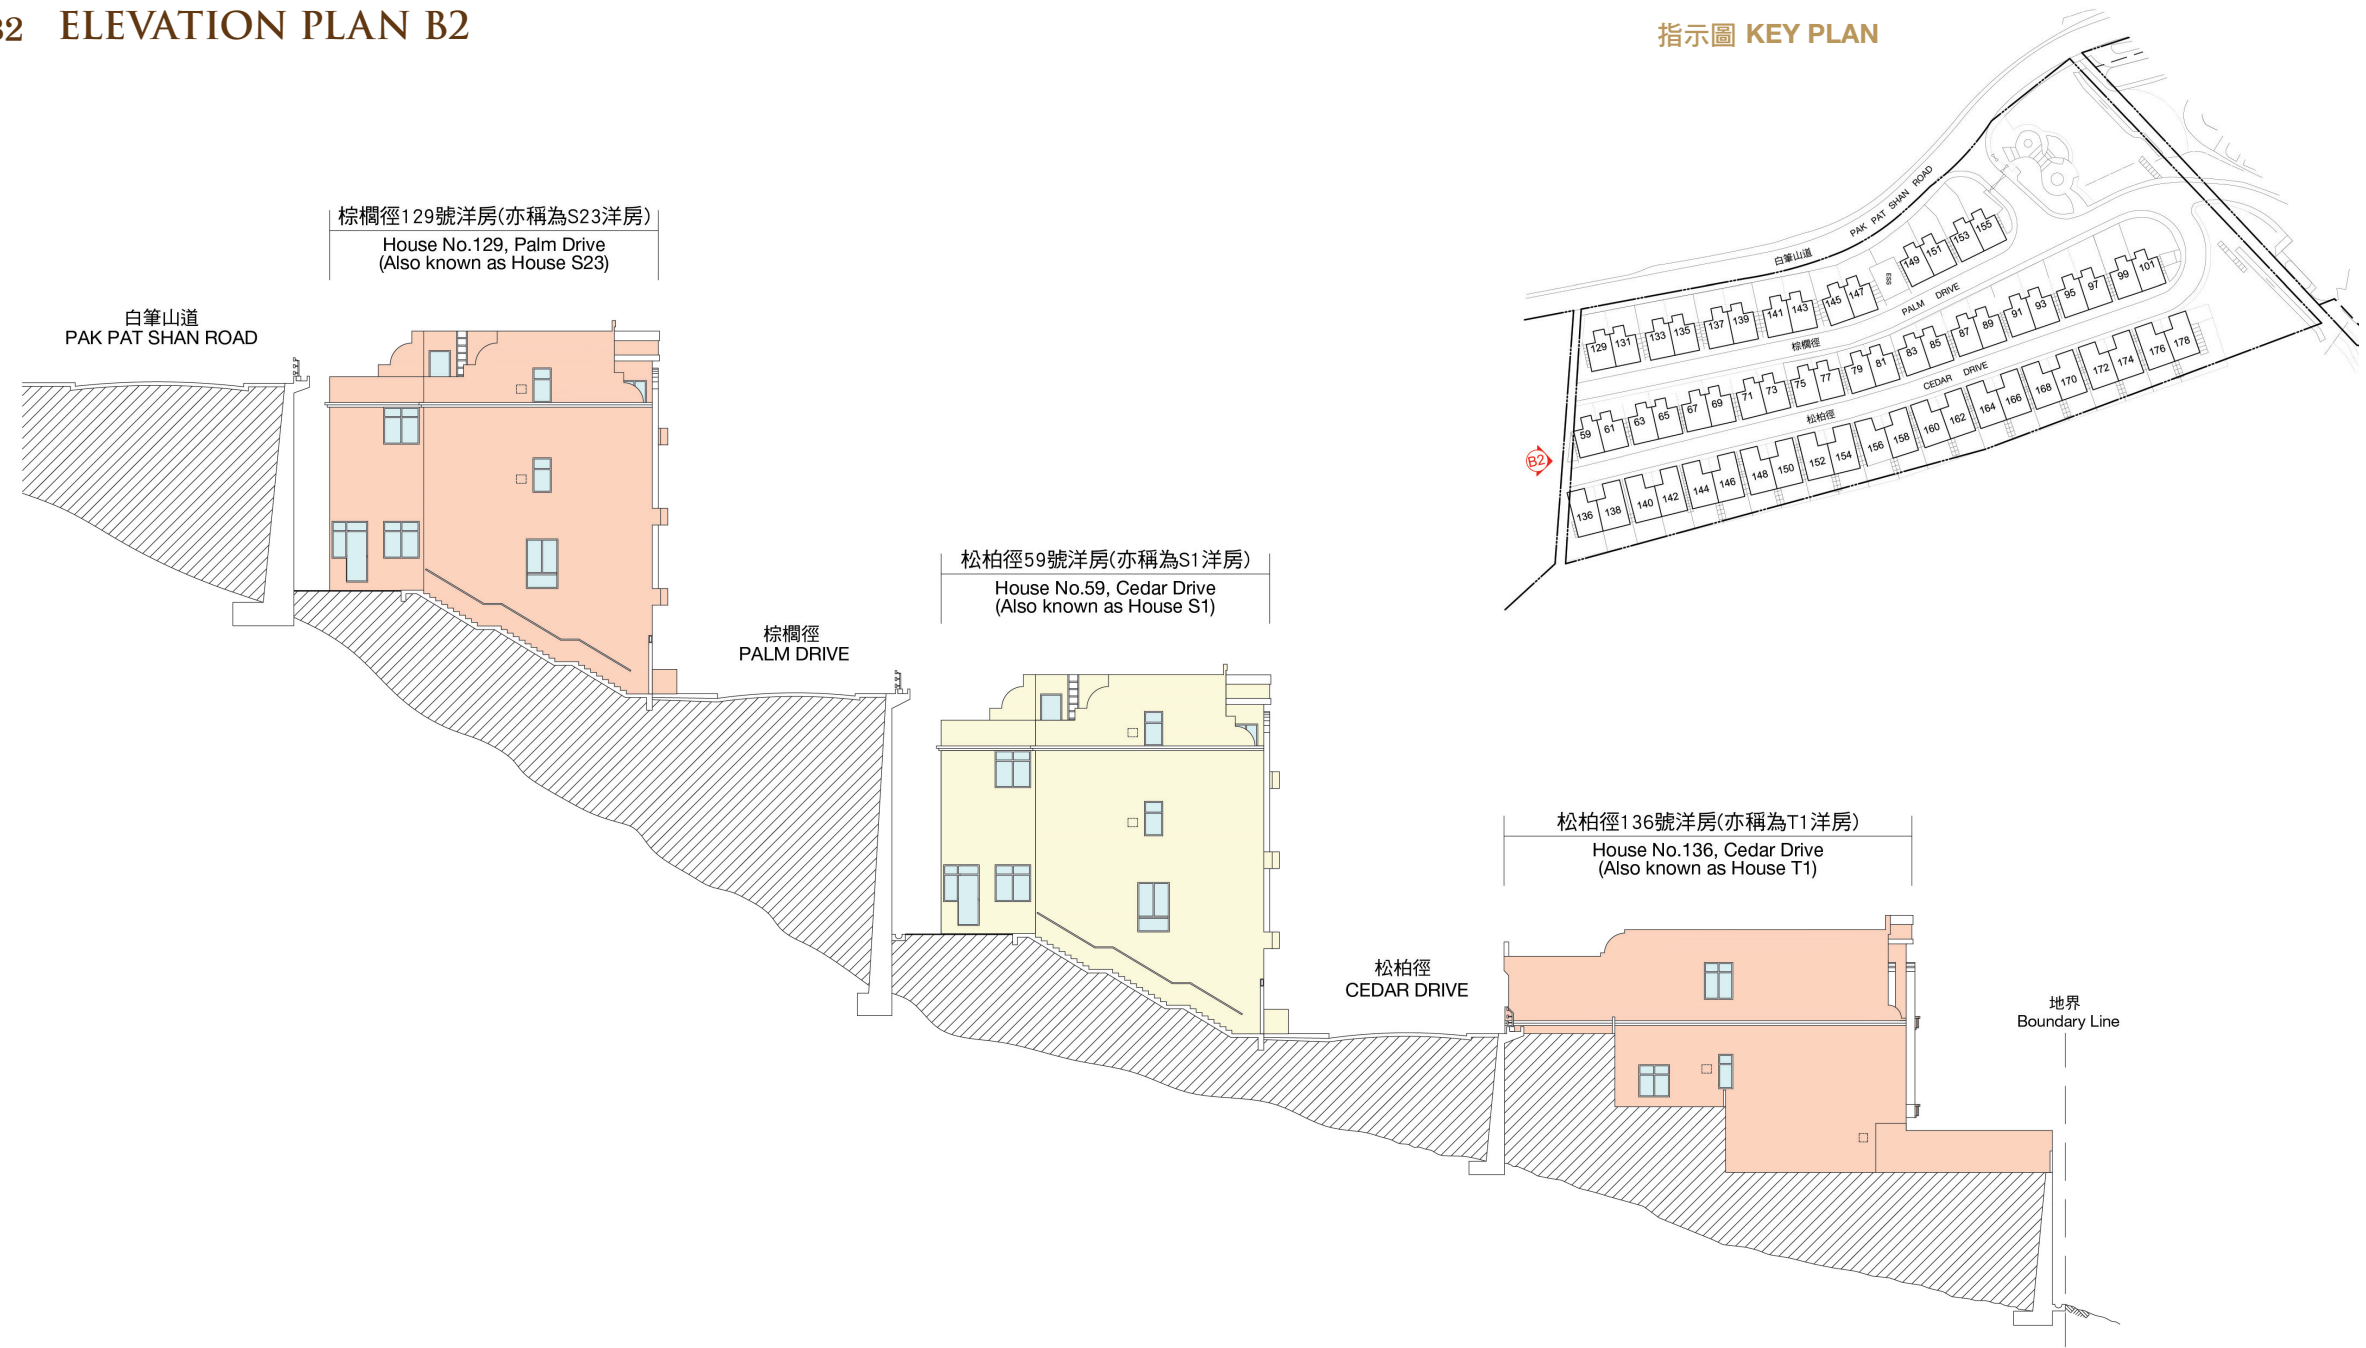 B2 ELEVATION PLAN B2
指示圖 KEY PLAN
棕櫚徑129號洋房(亦稱為S23洋房)
House No.129, Palm Drive
(Also known as House S23)
白筆山道
PAK PAT SHAN ROAD
棕櫚徑
PALM DRIVE
松柏徑59號洋房(亦稱為S1洋房)
House No.59, Cedar Drive
(Also known as House S1)
松柏徑
CEDAR DRIVE
松柏徑136號洋房(亦稱為T1洋房)
House No.136, Cedar Drive
(Also known as House T1)
地界
Boundary Line
白筆山道
PAK PAT SHAN ROAD
129 131 133 135 137 139 141 143 145 147 ESS 149 151 153 155
棕櫚徑
PALM DRIVE
59 61 63 65 67 69 71 73 75 77 79 81 83 85 87 89 91 93 95 97 99 101
松柏徑
CEDAR DRIVE
136 138 140 142 144 146 148 150 152 154 156 158 160 162 164 166 168 170 172 174 176 178
B2